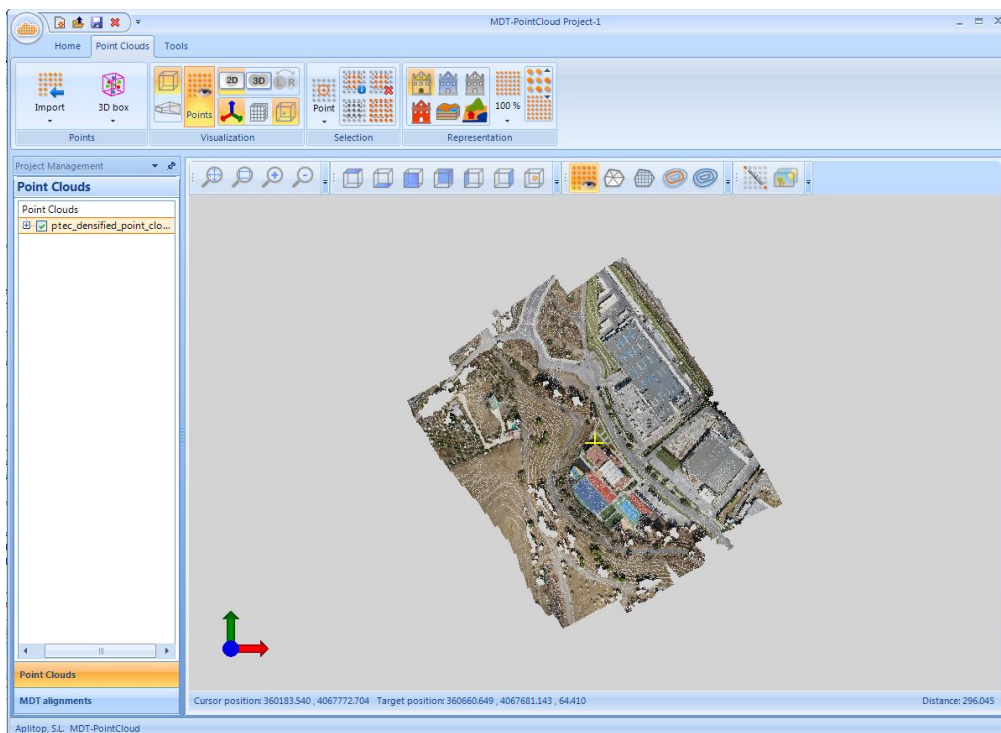 MDT-PointCloud Project-1
Home Point Clouds Tools
2D 3D L R
Import 3D box Points Point 100 %
Points Visualization Selection Representation
Project Management
Point Clouds
Point Clouds
ptec_densified_point_clo...
Point Clouds
MDT alignments
Cursor position: 360183.540 , 4067772.704 Target position: 360660.649 , 4067681.143 , 64.410 Distance: 296.045
Aplitop, S.L. MDT-PointCloud